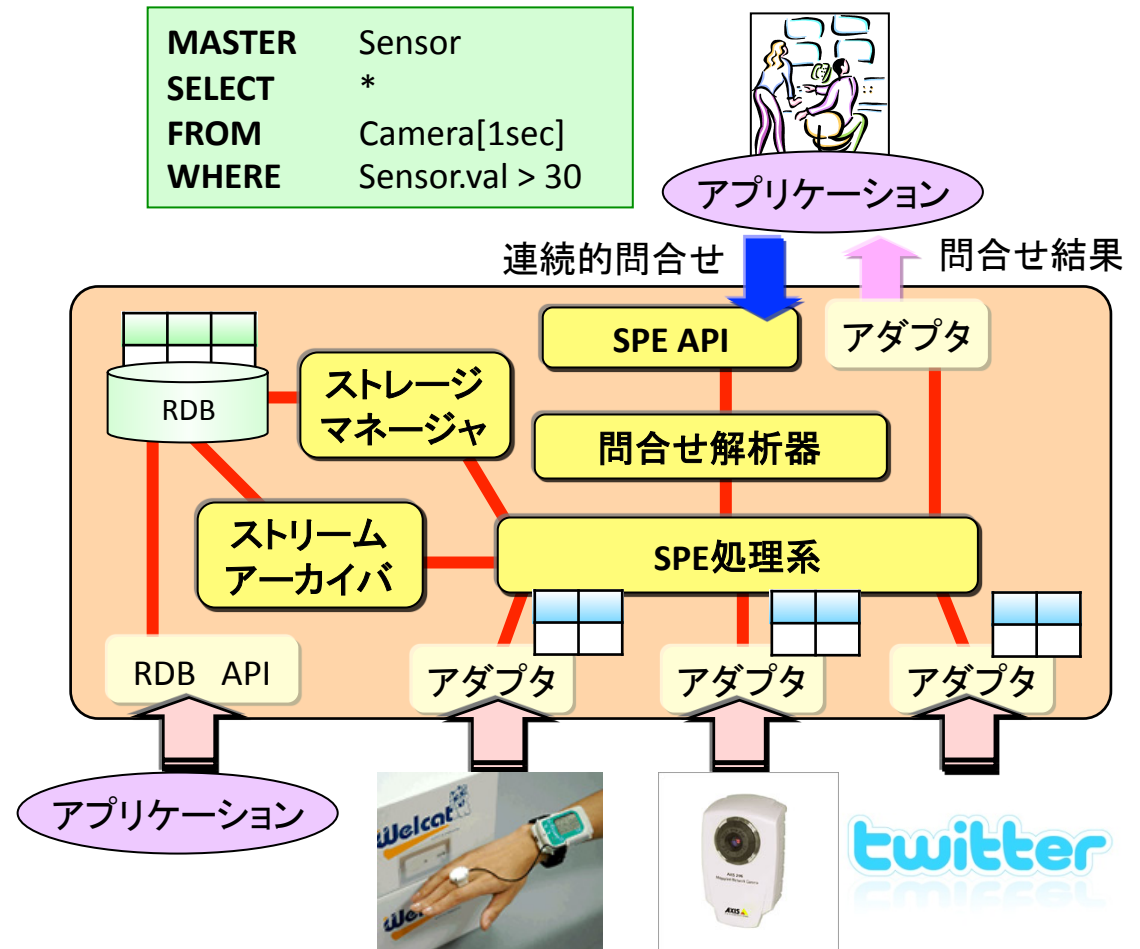 MASTER Sensor
SELECT *
FROM Camera[1sec]
WHERE Sensor.val > 30
アプリケーション
連続的問合せ
問合せ結果
SPE API
アダプタ
RDB
ストレージ
マネージャ
問合せ解析器
ストリーム
アーカイバ
SPE処理系
RDB API
アダプタ
アダプタ
アダプタ
アプリケーション
Welcat
Welcat
AXIS
twitter